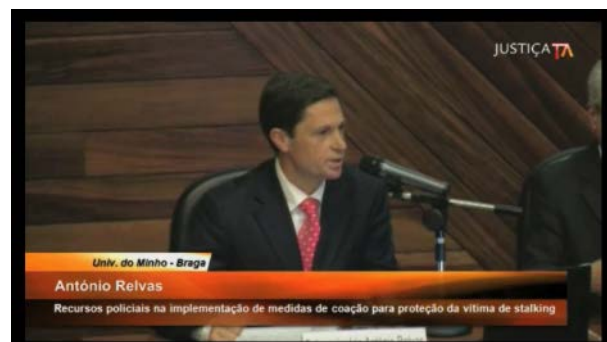 JUSTIÇA TA
Univ. do Minho - Braga
António Relvas
Recursos policiais na implementação de medidas de coação para proteção da vítima de stalking